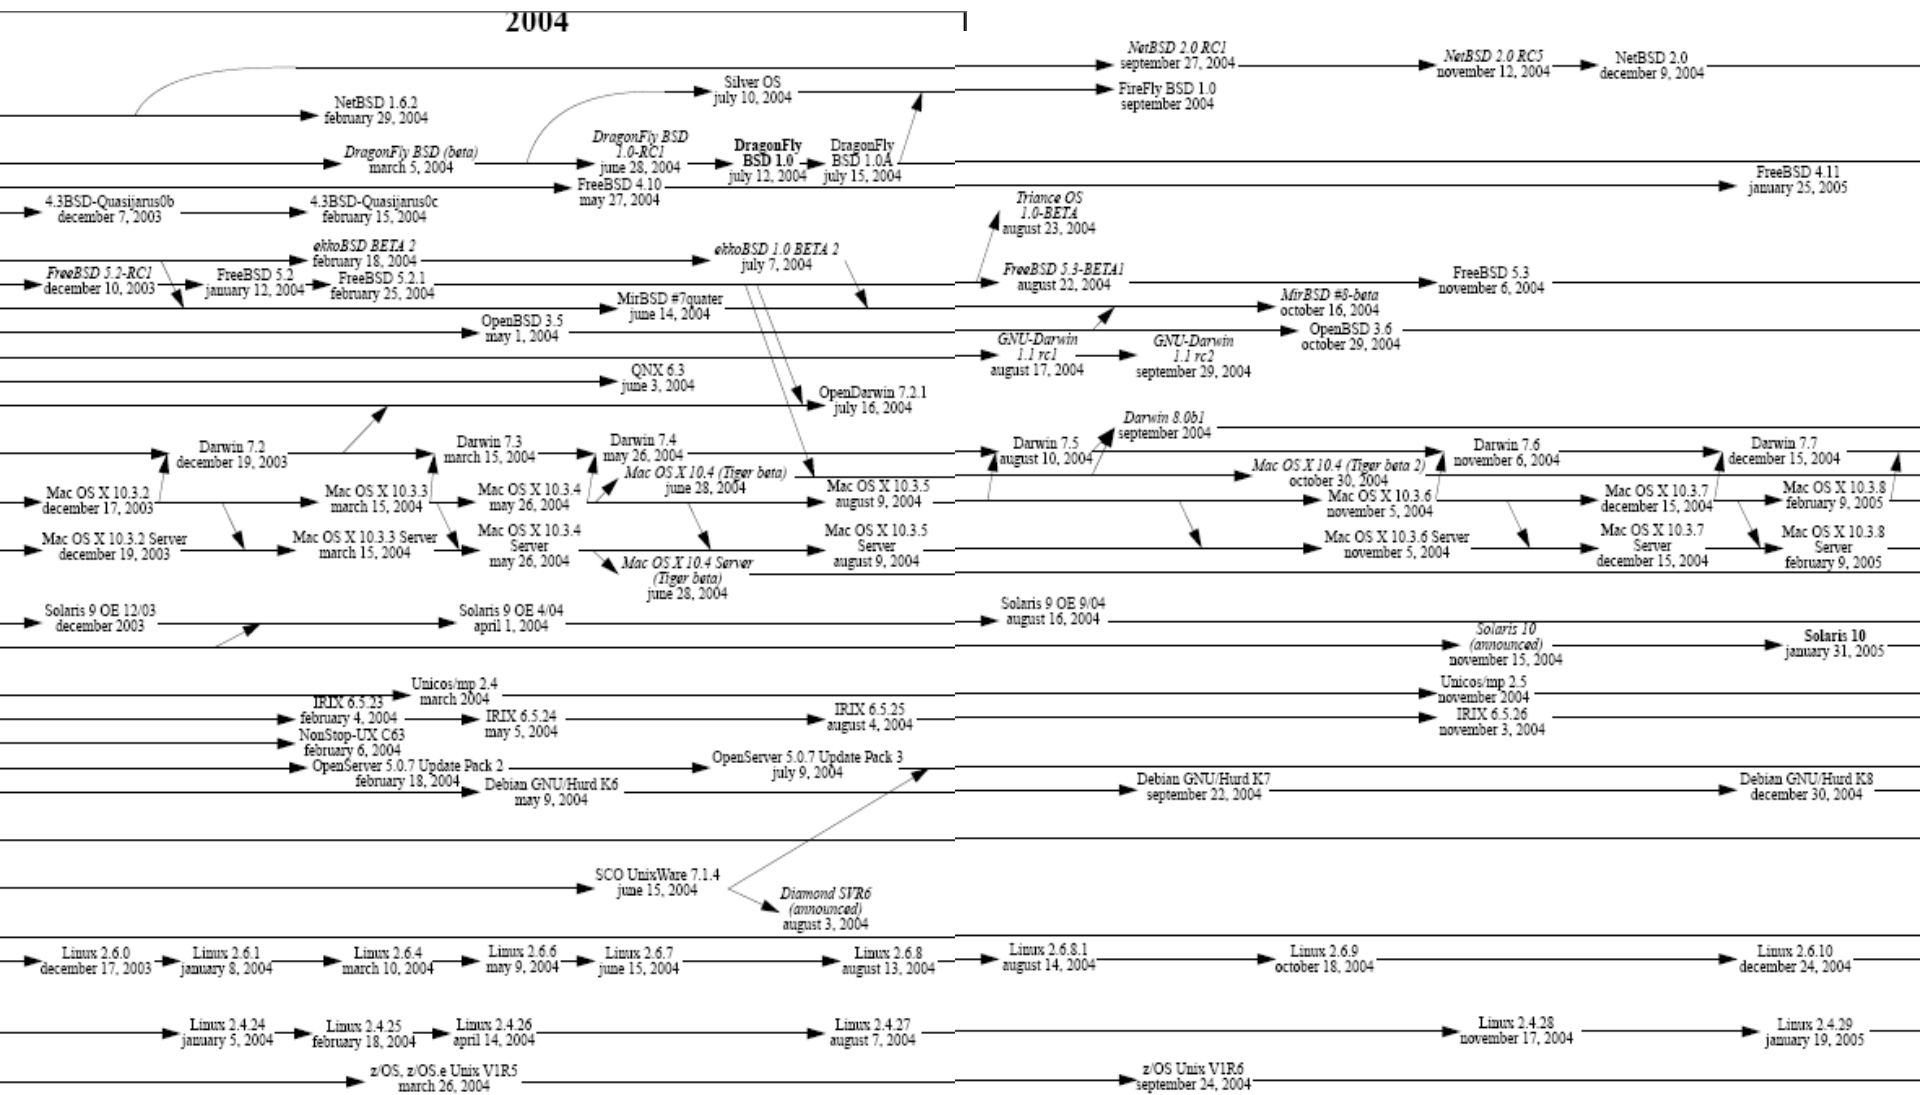 2004
NetBSD 2.0 RC1
september 27, 2004
NetBSD 2.0 RC5
november 12, 2004
NetBSD 2.0
december 9, 2004
Silver OS
july 10, 2004
FireFly BSD 1.0
september 2004
NetBSD 1.6.2
february 29, 2004
DragonFly BSD (beta)
march 5, 2004
DragonFly BSD
1.0-RC1
june 28, 2004
DragonFly
BSD 1.0
july 12, 2004
DragonFly
BSD 1.0A
july 15, 2004
FreeBSD 4.10
may 27, 2004
FreeBSD 4.11
january 25, 2005
4.3BSD-Quasijarus0b
december 7, 2003
4.3BSD-Quasijarus0c
february 15, 2004
Triance OS
1.0-BETA
august 23, 2004
ekkoBSD BETA 2
february 18, 2004
ekkoBSD 1.0 BETA 2
july 7, 2004
FreeBSD 5.2-RC1
december 10, 2003
FreeBSD 5.2
january 12, 2004
FreeBSD 5.2.1
february 25, 2004
FreeBSD 5.3-BETA1
august 22, 2004
FreeBSD 5.3
november 6, 2004
MirBSD #7quater
june 14, 2004
MirBSD #8-beta
october 16, 2004
OpenBSD 3.5
may 1, 2004
OpenBSD 3.6
october 29, 2004
GNU-Darwin
1.1 rc1
august 17, 2004
GNU-Darwin
1.1 rc2
september 29, 2004
QNX 6.3
june 3, 2004
OpenDarwin 7.2.1
july 16, 2004
Darwin 8.0b1
september 2004
Darwin 7.2
december 19, 2003
Darwin 7.3
march 15, 2004
Darwin 7.4
may 26, 2004
Darwin 7.5
august 10, 2004
Darwin 7.6
november 6, 2004
Darwin 7.7
december 15, 2004
Mac OS X 10.4 (Tiger beta)
june 28, 2004
Mac OS X 10.4 (Tiger beta 2)
october 30, 2004
Mac OS X 10.3.2
december 17, 2003
Mac OS X 10.3.3
march 15, 2004
Mac OS X 10.3.4
may 26, 2004
Mac OS X 10.3.5
august 9, 2004
Mac OS X 10.3.6
november 5, 2004
Mac OS X 10.3.7
december 15, 2004
Mac OS X 10.3.8
february 9, 2005
Mac OS X 10.3.2 Server
december 19, 2003
Mac OS X 10.3.3 Server
march 15, 2004
Mac OS X 10.3.4
Server
may 26, 2004
Mac OS X 10.3.5
Server
august 9, 2004
Mac OS X 10.3.6 Server
november 5, 2004
Mac OS X 10.3.7
Server
december 15, 2004
Mac OS X 10.3.8
Server
february 9, 2005
Mac OS X 10.4 Server
(Tiger beta)
june 28, 2004
Solaris 9 OE 12/03
december 2003
Solaris 9 OE 4/04
april 1, 2004
Solaris 9 OE 9/04
august 16, 2004
Solaris 10
(announced)
november 15, 2004
Solaris 10
january 31, 2005
Unicos/mp 2.4
march 2004
Unicos/mp 2.5
november 2004
IRIX 6.5.23
february 4, 2004
IRIX 6.5.24
may 5, 2004
IRIX 6.5.25
august 4, 2004
IRIX 6.5.26
november 3, 2004
NonStop-UX C63
february 6, 2004
OpenServer 5.0.7 Update Pack 2
february 18, 2004
OpenServer 5.0.7 Update Pack 3
july 9, 2004
Debian GNU/Hurd K6
may 9, 2004
Debian GNU/Hurd K7
september 22, 2004
Debian GNU/Hurd K8
december 30, 2004
SCO UnixWare 7.1.4
june 15, 2004
Diamond SVR6
(announced)
august 3, 2004
Linux 2.6.0
december 17, 2003
Linux 2.6.1
january 8, 2004
Linux 2.6.4
march 10, 2004
Linux 2.6.6
may 9, 2004
Linux 2.6.7
june 15, 2004
Linux 2.6.8
august 13, 2004
Linux 2.6.8.1
august 14, 2004
Linux 2.6.9
october 18, 2004
Linux 2.6.10
december 24, 2004
Linux 2.4.24
january 5, 2004
Linux 2.4.25
february 18, 2004
Linux 2.4.26
april 14, 2004
Linux 2.4.27
august 7, 2004
Linux 2.4.28
november 17, 2004
Linux 2.4.29
january 19, 2005
z/OS, z/OS.e Unix V1R5
march 26, 2004
z/OS Unix V1R6
september 24, 2004